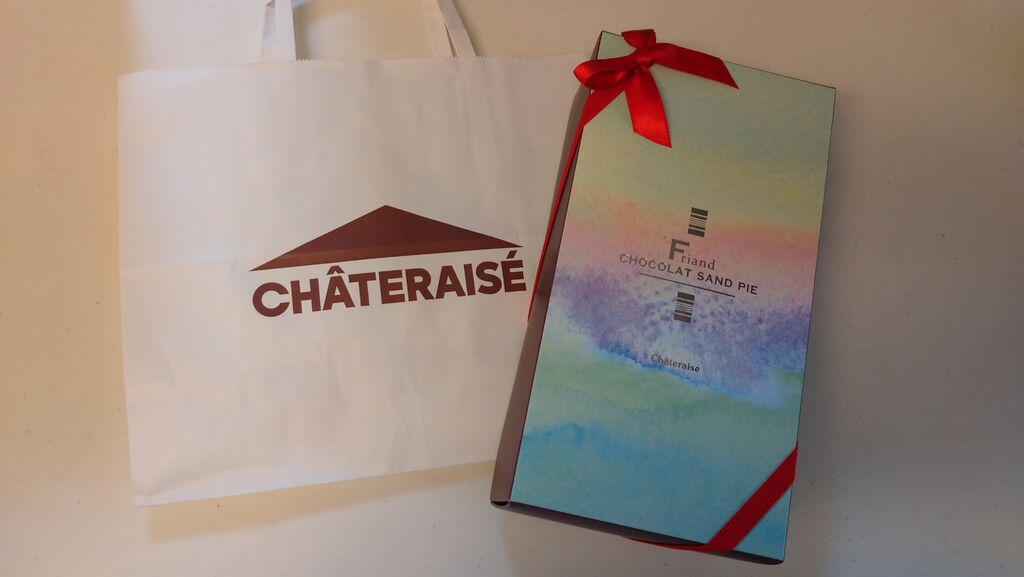 CHÂTERAISÉ
Friand
CHOCOLAT SAND PIE
Châteraisé